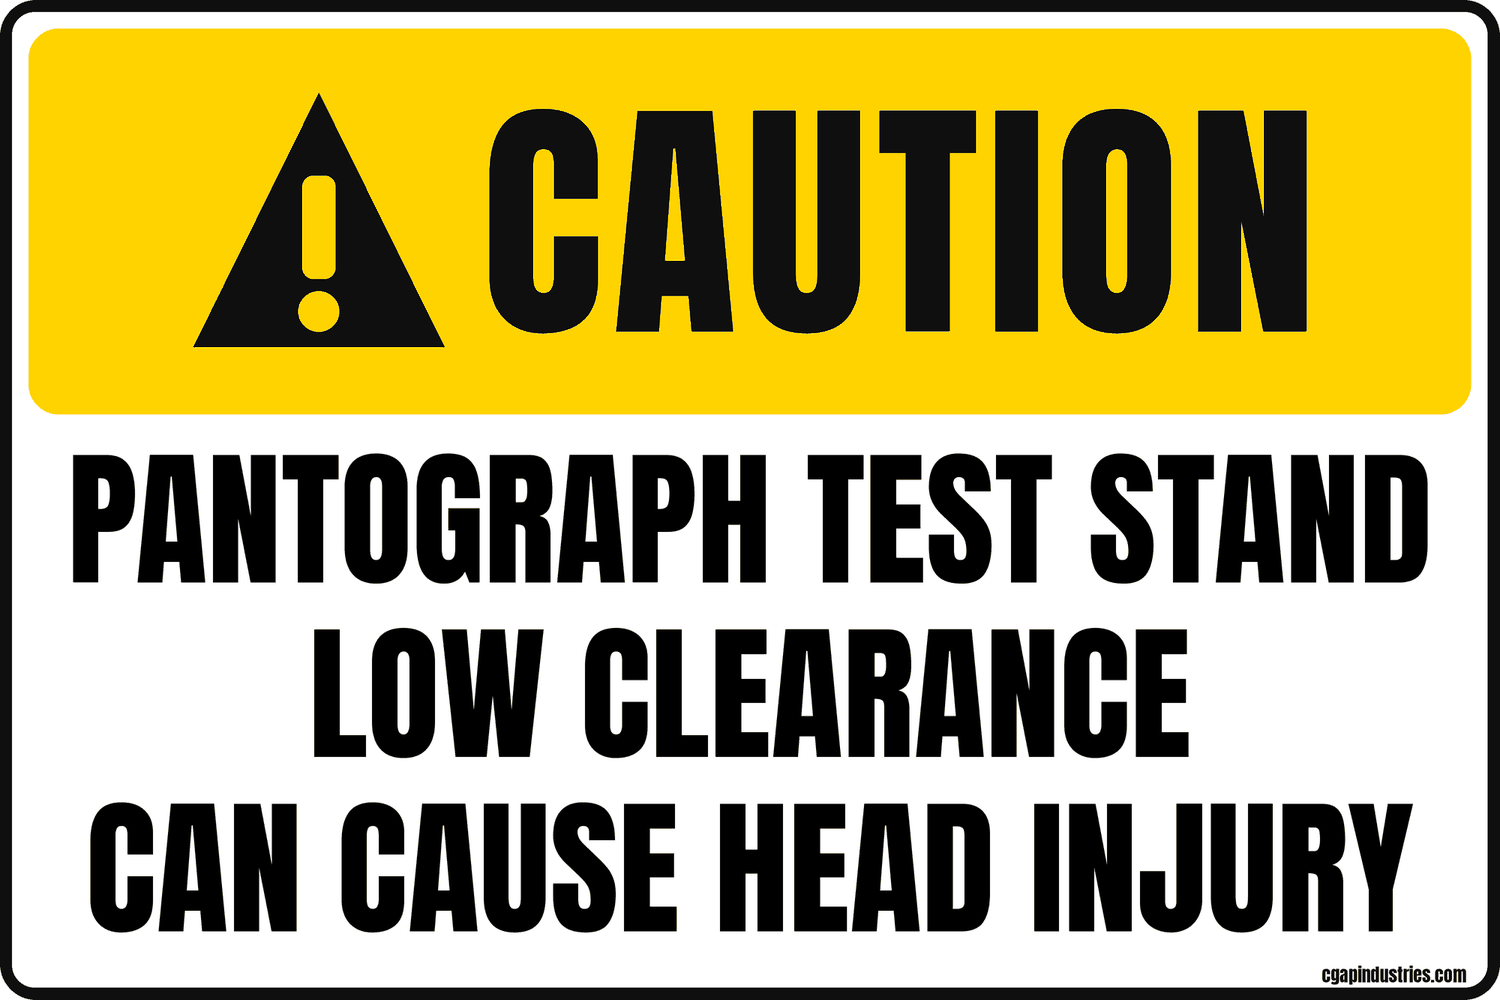 CAUTION
PANTOGRAPH TEST STAND
LOW CLEARANCE
CAN CAUSE HEAD INJURY
cgapindustries.com